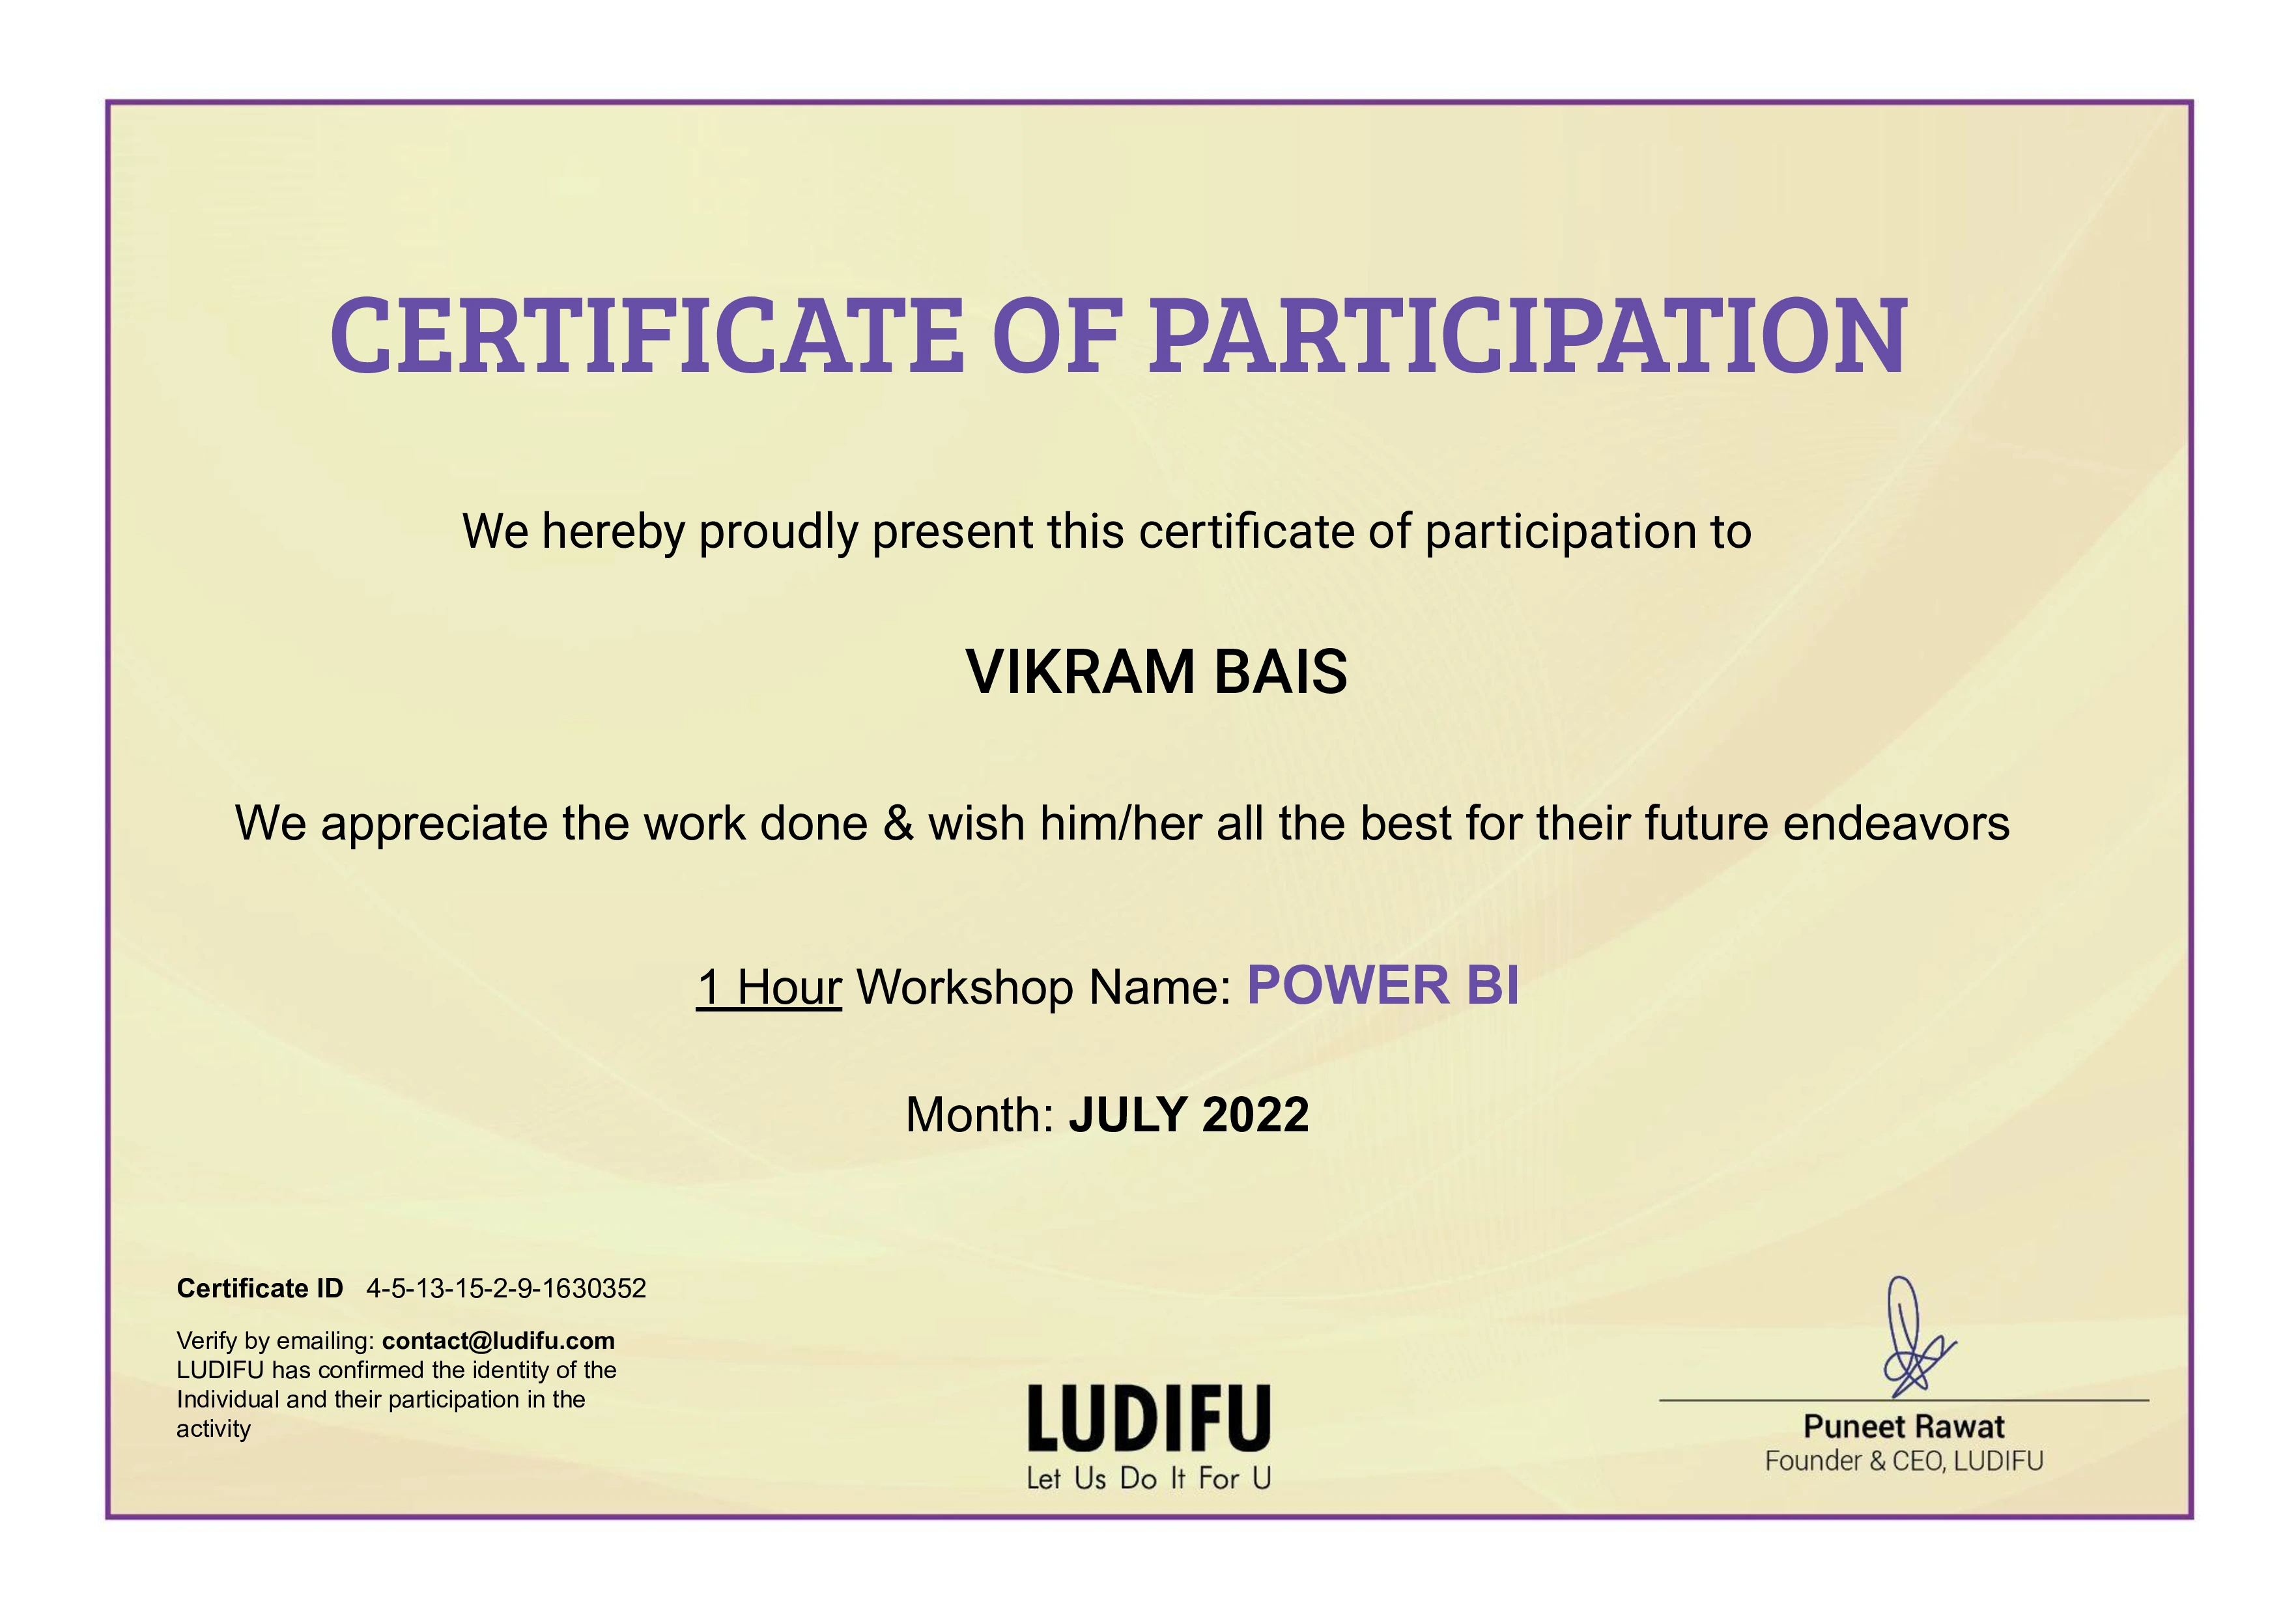 CERTIFICATE OF PARTICIPATION
We hereby proudly present this certificate of participation to
VIKRAM BAIS
We appreciate the work done & wish him/her all the best for their future endeavors
1 Hour Workshop Name: POWER BI
Month: JULY 2022
Certificate ID 4-5-13-15-2-9-1630352
Verify by emailing: contact@ludifu.com
LUDIFU has confirmed the identity of the
Individual and their participation in the
activity
LUDIFU
Let Us Do It For U
Puneet Rawat
Founder & CEO, LUDIFU